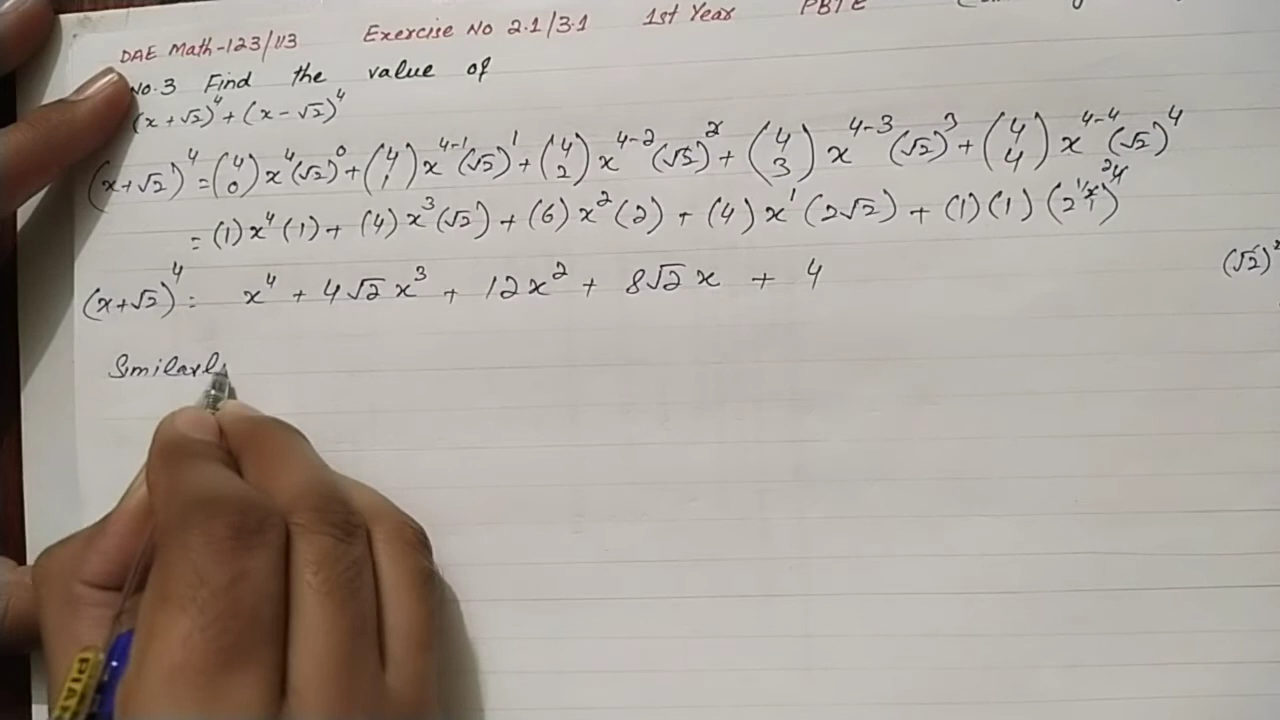 DAE Math-123/113 Exercise No 2.1/3.1 1st Year PBTE
No.3 Find the value of
(x+√2)⁴ + (x-√2)⁴
(x+√2)⁴ = (4 0) x⁴(√2)⁰ + (4 1) x⁴⁻¹(√2)¹ + (4 2) x⁴⁻²(√2)² + (4 3) x⁴⁻³(√2)³ + (4 4) x⁴⁻⁴(√2)⁴
= (1)x⁴(1) + (4)x³(√2) + (6)x²(2) + (4)x¹(2√2) + (1)(1)
(√2)
(x+√2)⁴ = x⁴ + 4√2x³ + 12x² + 8√2x + 4
Similarl